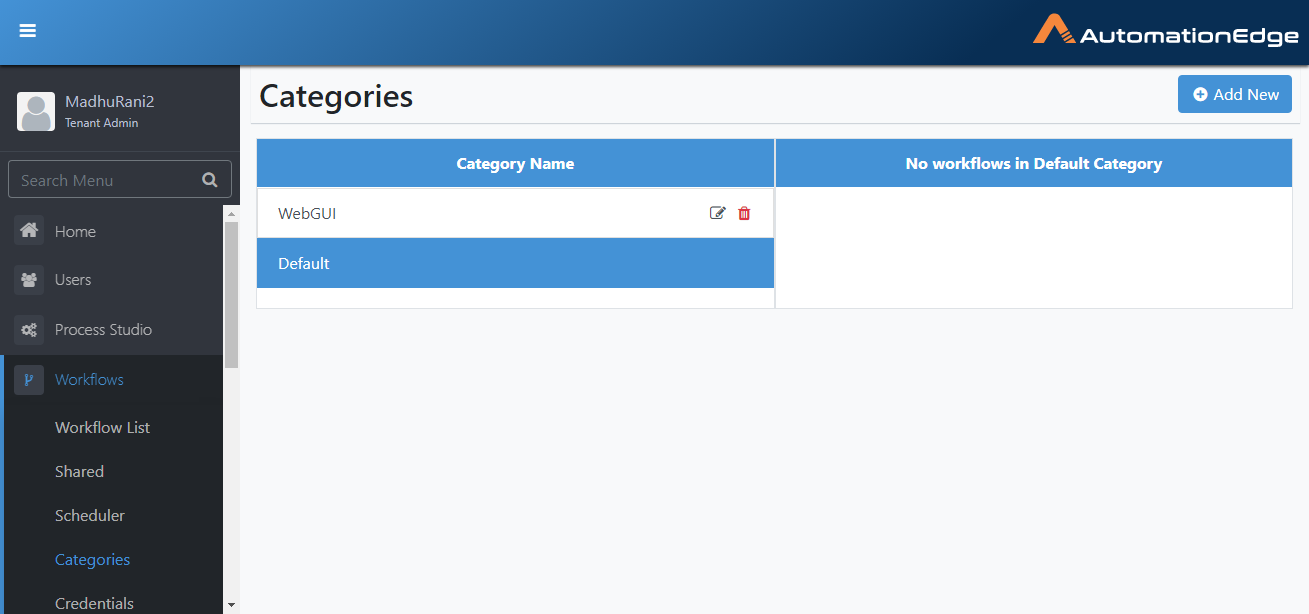 AutomationEdge
MadhuRani2
Tenant Admin
Search Menu
Home
Users
Process Studio
Workflows
Workflow List
Shared
Scheduler
Categories
Credentials
Categories
Add New
Category Name
No workflows in Default Category
WebGUI
Default